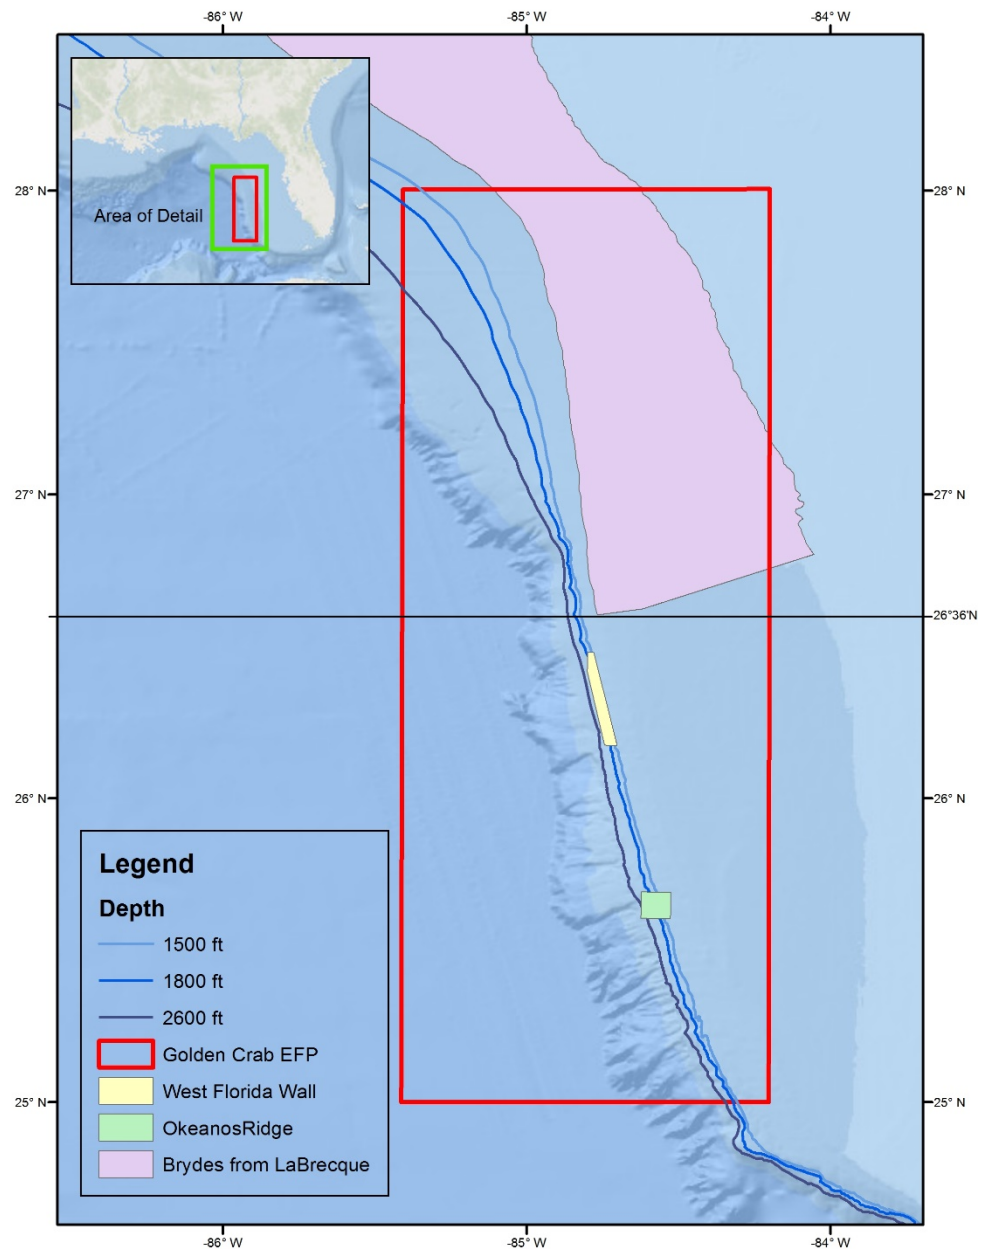 -86° W
-85° W
-84° W
Area of Detail
28° N
28° N
27° N
27° N
26°36'N
26° N
26° N
Legend
Depth
1500 ft
1800 ft
2600 ft
Golden Crab EFP
West Florida Wall
OkeanosRidge
Brydes from LaBrecque
25° N
25° N
-86° W
-85° W
-84° W